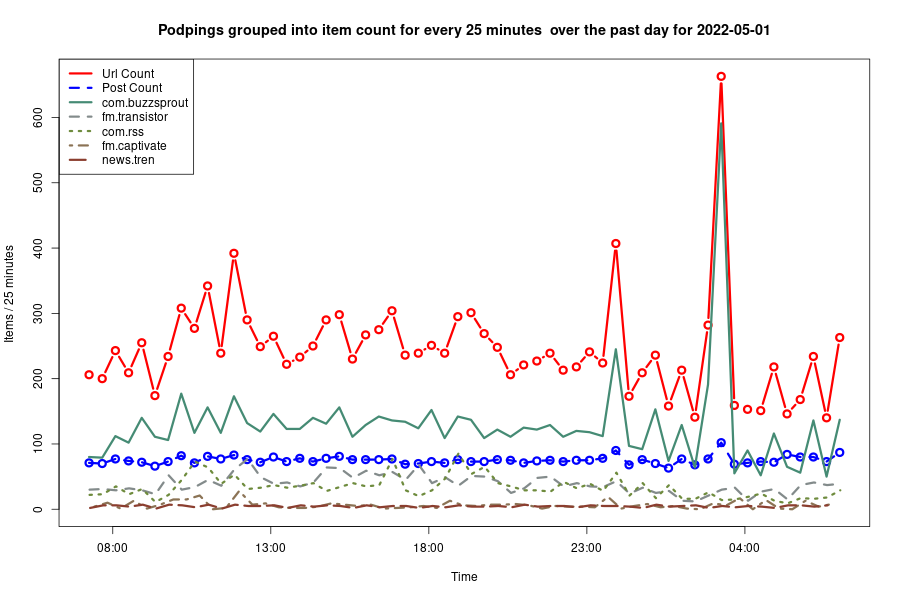 Podpings grouped into item count for every 25 minutes  over the past day for 2022-05-01
Url Count
Post Count
com.buzzsprout
fm.transistor
com.rss
fm.captivate
news.tren
Items / 25 minutes
600
500
400
300
200
100
0
08:00 13:00 18:00 23:00 04:00
Time